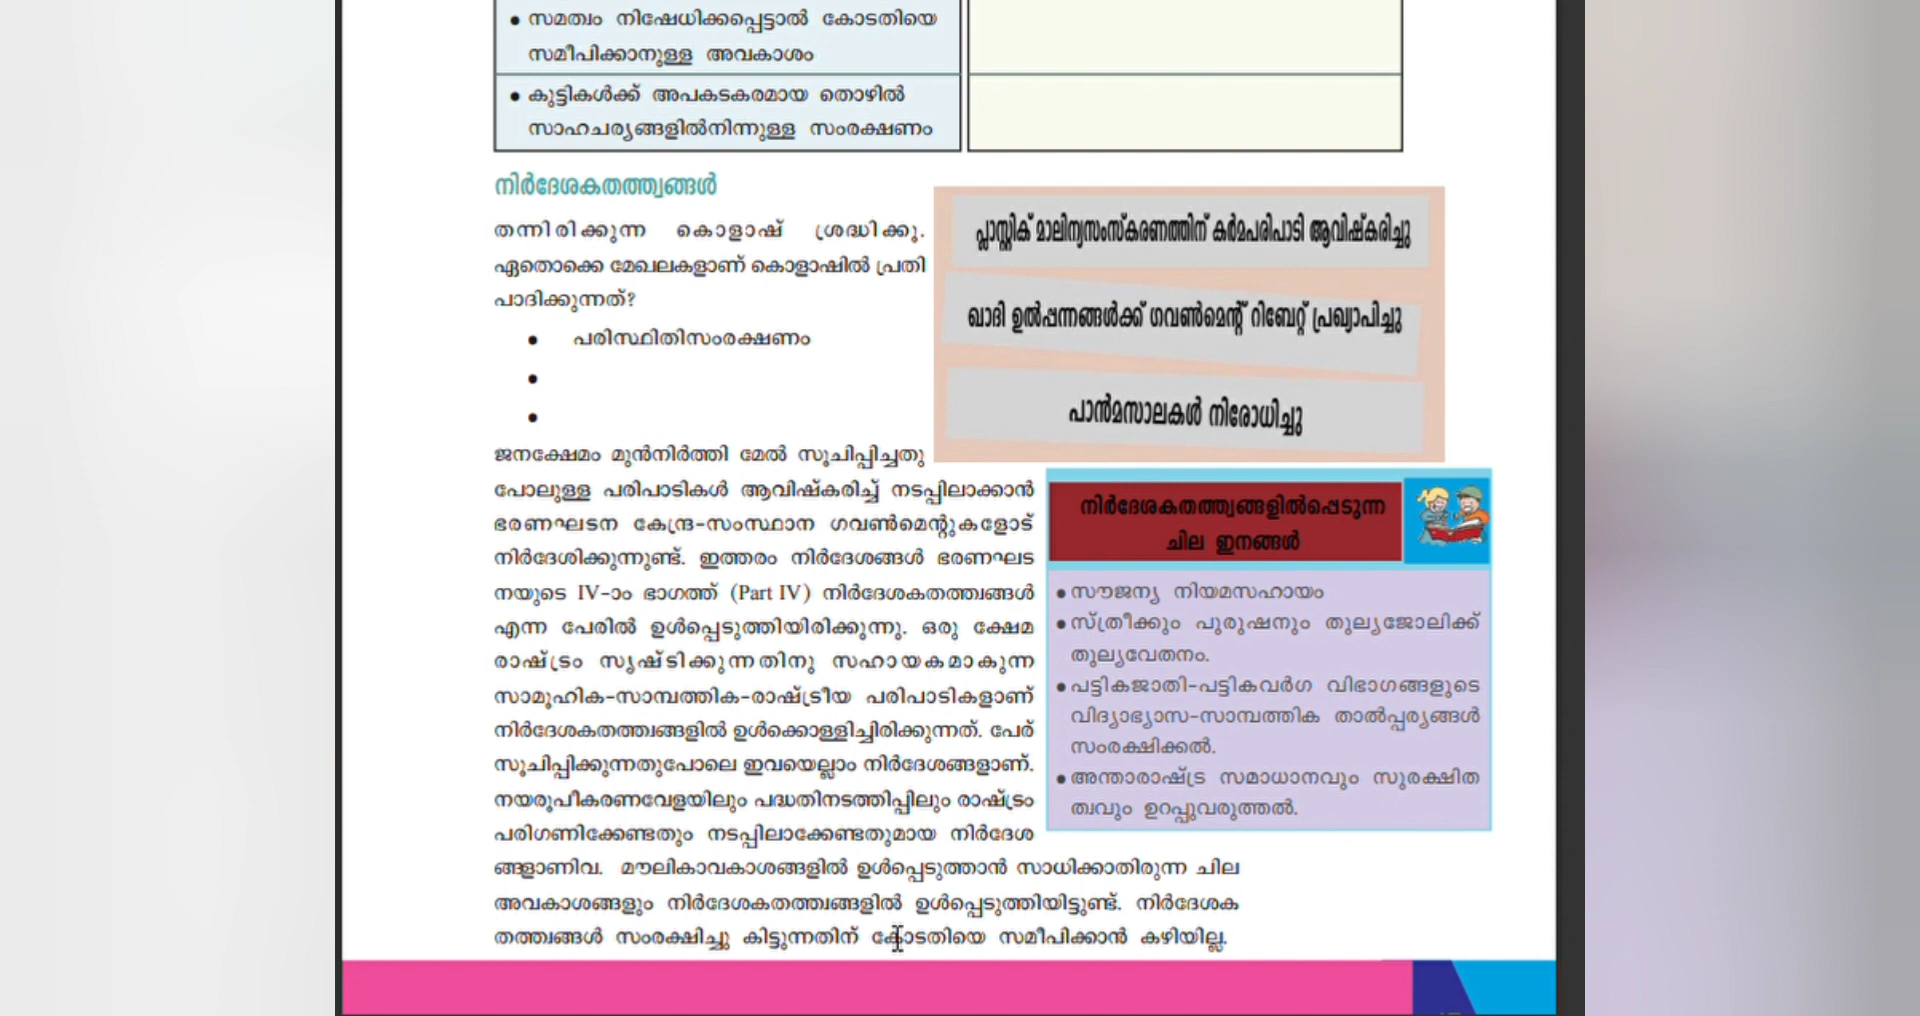 • സമത്വം നിഷേധിക്കപ്പെട്ടാൽ കോടതിയെ
സമീപിക്കാനുള്ള അവകാശം
• കുട്ടികൾക്ക് അപകടകരമായ തൊഴിൽ
സാഹചര്യങ്ങളിൽനിന്നുള്ള സംരക്ഷണം
നിർദേശകതത്ത്വങ്ങൾ
തന്നിരിക്കുന്ന കൊളാഷ് ശ്രദ്ധിക്കൂ.
ഏതൊക്കെ മേഖലകളാണ് കൊളാഷിൽ പ്രതി
പാദിക്കുന്നത്?
• പരിസ്ഥിതിസംരക്ഷണം
•
•
പ്ലാസ്റ്റിക് മാലിന്യസംസ്കരണത്തിന് കർമപരിപാടി ആവിഷ്കരിച്ചു
ഖാദി ഉൽപ്പന്നങ്ങൾക്ക് ഗവൺമെന്റ് റിബേറ്റ് പ്രഖ്യാപിച്ചു
പാൻമസാലകൾ നിരോധിച്ചു
ജനക്ഷേമം മുൻനിർത്തി മേൽ സൂചിപ്പിച്ചതു
പോലുള്ള പരിപാടികൾ ആവിഷ്കരിച്ച് നടപ്പിലാക്കാൻ
ഭരണഘടന കേന്ദ്ര-സംസ്ഥാന ഗവൺമെന്റുകളോട്
നിർദേശിക്കുന്നുണ്ട്. ഇത്തരം നിർദേശങ്ങൾ ഭരണഘട
നയുടെ IV-ാം ഭാഗത്ത് (Part IV) നിർദേശകതത്ത്വങ്ങൾ
എന്ന പേരിൽ ഉൾപ്പെടുത്തിയിരിക്കുന്നു. ഒരു ക്ഷേമ
രാഷ്ട്രം സൃഷ്ടിക്കുന്നതിനു സഹായകമാകുന്ന
സാമൂഹിക-സാമ്പത്തിക-രാഷ്ട്രീയ പരിപാടികളാണ്
നിർദേശകതത്ത്വങ്ങളിൽ ഉൾക്കൊള്ളിച്ചിരിക്കുന്നത്. പേര്
സൂചിപ്പിക്കുന്നതുപോലെ ഇവയെല്ലാം നിർദേശങ്ങളാണ്.
നയരൂപീകരണവേളയിലും പദ്ധതിനടത്തിപ്പിലും രാഷ്ട്രം
പരിഗണിക്കേണ്ടതും നടപ്പിലാക്കേണ്ടതുമായ നിർദേശ
ങ്ങളാണിവ. മൗലികാവകാശങ്ങളിൽ ഉൾപ്പെടുത്താൻ സാധിക്കാതിരുന്ന ചില
അവകാശങ്ങളും നിർദേശകതത്ത്വങ്ങളിൽ ഉൾപ്പെടുത്തിയിട്ടുണ്ട്. നിർദേശക
തത്ത്വങ്ങൾ സംരക്ഷിച്ചു കിട്ടുന്നതിന് കോടതിയെ സമീപിക്കാൻ കഴിയില്ല.
നിർദേശകതത്ത്വങ്ങളിൽപ്പെടുന്ന
ചില ഇനങ്ങൾ
• സൗജന്യ നിയമസഹായം
• സ്ത്രീക്കും പുരുഷനും തുല്യജോലിക്ക്
തുല്യവേതനം.
• പട്ടികജാതി-പട്ടികവർഗ വിഭാഗങ്ങളുടെ
വിദ്യാഭ്യാസ-സാമ്പത്തിക താൽപ്പര്യങ്ങൾ
സംരക്ഷിക്കൽ.
• അന്താരാഷ്ട്ര സമാധാനവും സുരക്ഷിത
ത്വവും ഉറപ്പുവരുത്തൽ.